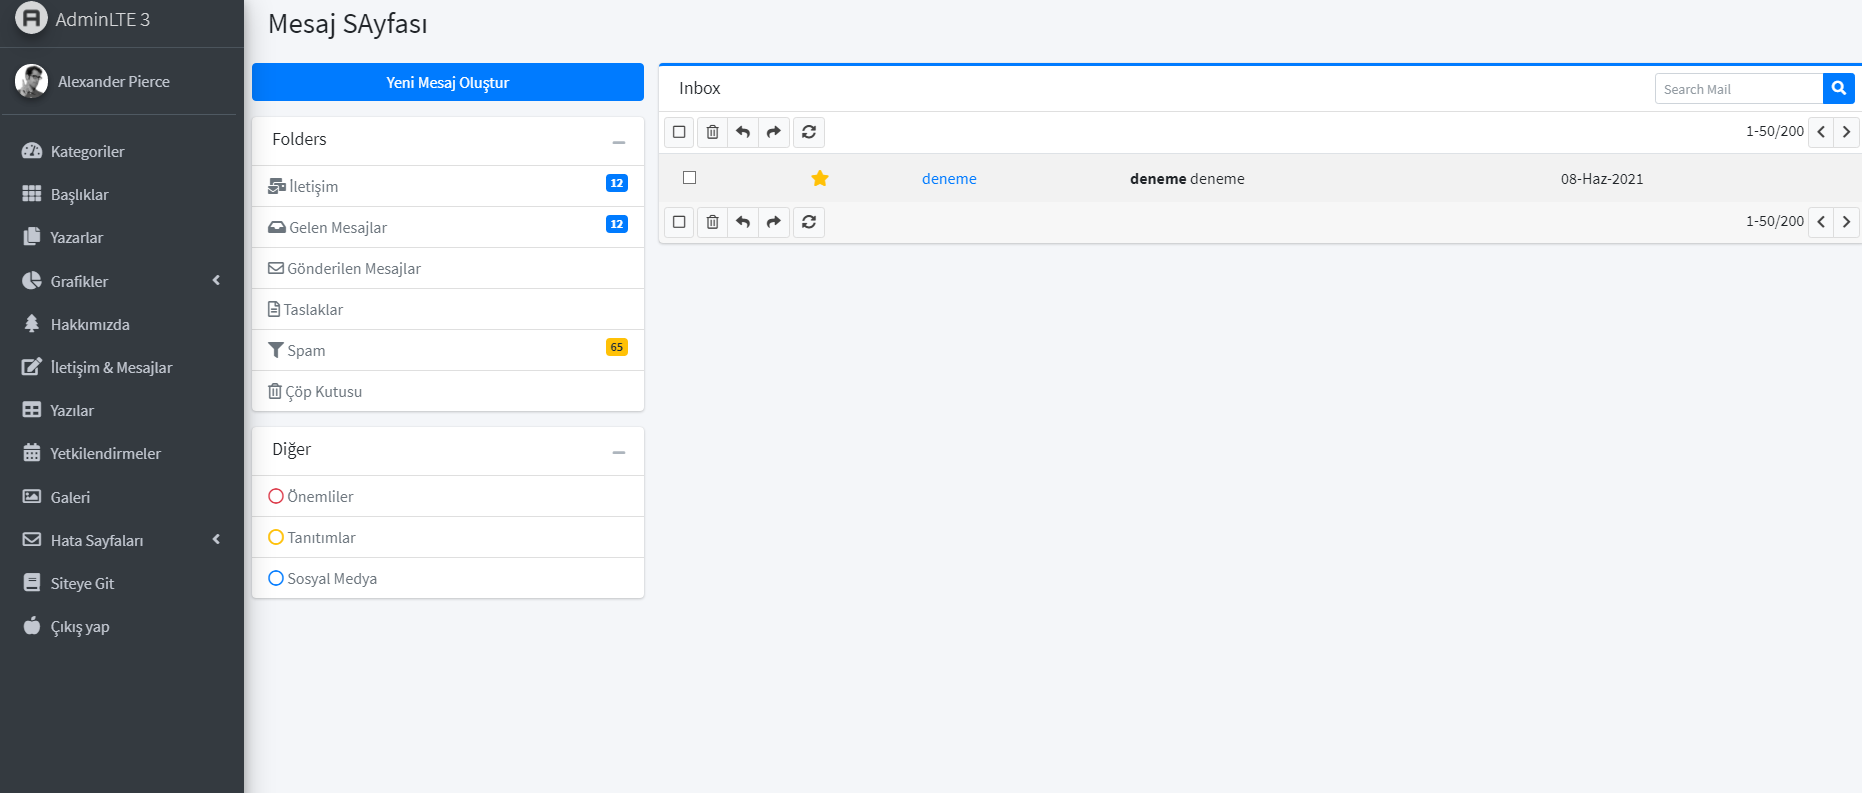 AdminLTE 3
Alexander Pierce
Kategoriler
Başlıklar
Yazarlar
Grafikler
Hakkımızda
İletişim & Mesajlar
Yazılar
Yetkilendirmeler
Galeri
Hata Sayfaları
Siteye Git
Çıkış yap
Mesaj SAyfası
Yeni Mesaj Oluştur
Folders
İletişim 12
Gelen Mesajlar 12
Gönderilen Mesajlar
Taslaklar
Spam 65
Çöp Kutusu
Diğer
Önemliler
Tanıtımlar
Sosyal Medya
Inbox
Search Mail
1-50/200
deneme deneme deneme 08-Haz-2021
1-50/200